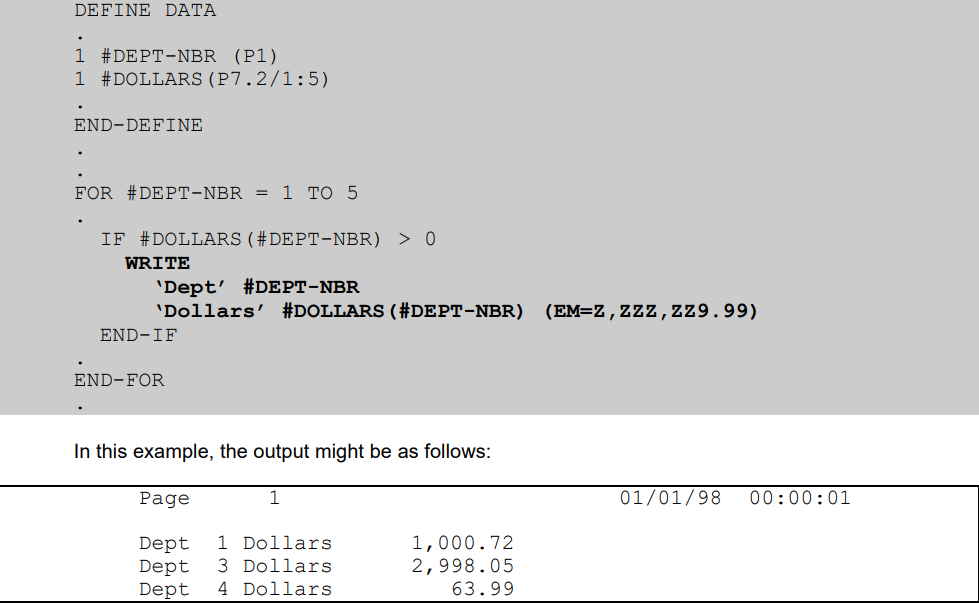 DEFINE DATA
.
1 #DEPT-NBR (P1)
1 #DOLLARS(P7.2/1:5)
.
END-DEFINE
.
.
FOR #DEPT-NBR = 1 TO 5
.
IF #DOLLARS(#DEPT-NBR) > 0
WRITE
‘Dept’ #DEPT-NBR
‘Dollars’ #DOLLARS(#DEPT-NBR) (EM=Z,ZZZ,ZZ9.99)
END-IF
.
END-FOR
.
In this example, the output might be as follows:
Page 1 01/01/98 00:00:01
Dept 1 Dollars 1,000.72
Dept 3 Dollars 2,998.05
Dept 4 Dollars 63.99